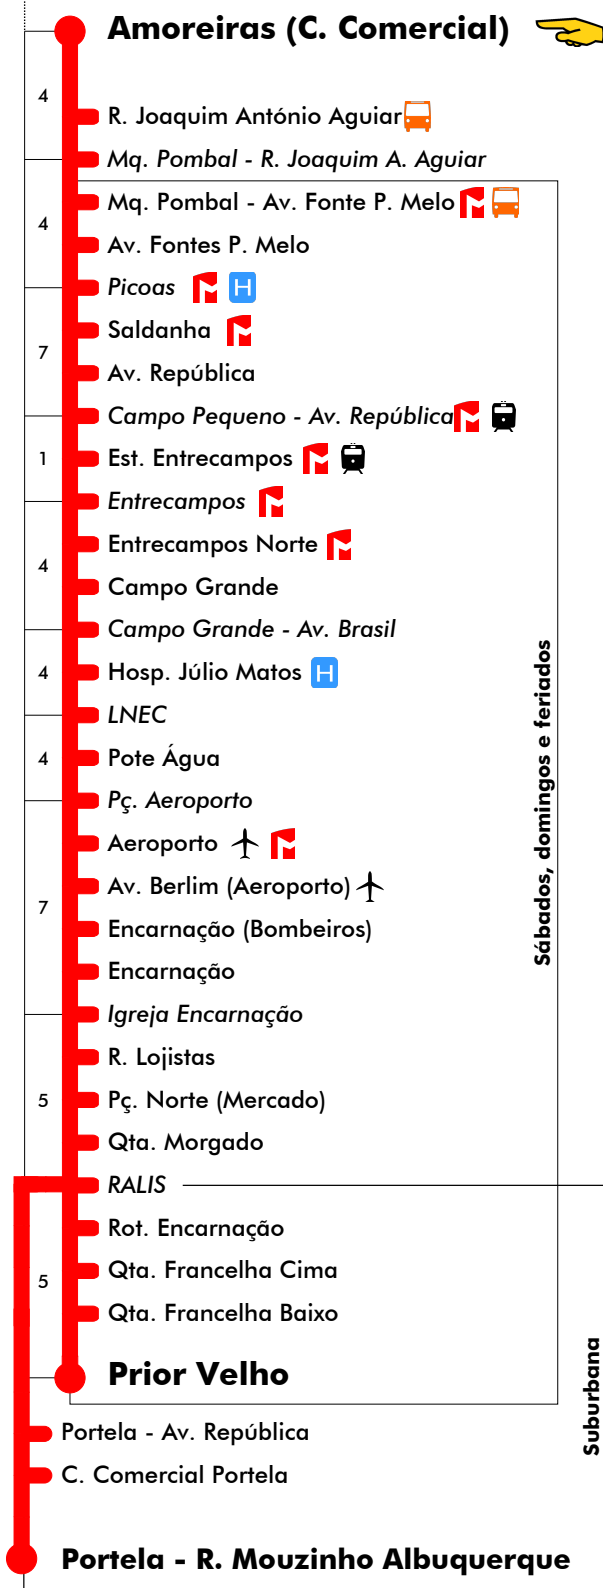 Amoreiras (C. Comercial)
4
R. Joaquim António Aguiar
Mq. Pombal - R. Joaquim A. Aguiar
Mq. Pombal - Av. Fonte P. Melo
4
Av. Fontes P. Melo
Picoas H
Saldanha
7
Av. República
Campo Pequeno - Av. República
1
Est. Entrecampos
Entrecampos
Entrecampos Norte
4
Campo Grande
Campo Grande - Av. Brasil
4
Hosp. Júlio Matos H
LNEC
4
Pote Água
Pç. Aeroporto
Aeroporto
Av. Berlim (Aeroporto)
7
Encarnação (Bombeiros)
Encarnação
Igreja Encarnação
R. Lojistas
5
Pç. Norte (Mercado)
Qta. Morgado
RALIS
Rot. Encarnação
5
Qta. Francelha Cima
Qta. Francelha Baixo
Prior Velho
Sábados, domingos e feriados
Suburbana
Portela - Av. República
C. Comercial Portela
Portela - R. Mouzinho Albuquerque